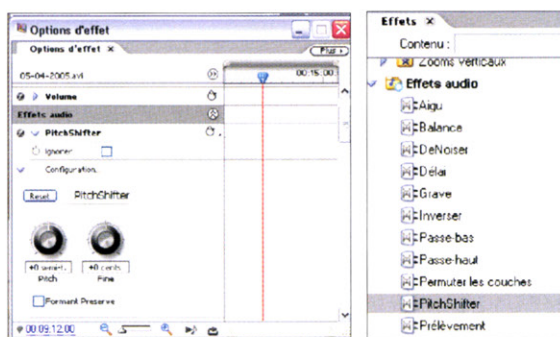 Options d'effet
Options d'effet ×
Plus
05-04-2005.avi
00:15:00
Volume
Effets audio
PitchShifter
Ignorer
Configuration..
Reset PitchShifter
+0 semist.. +0 cents
Pitch Fine
Formant Preserve
00:09:12:00
Effets ×
Contenu :
Zooms verticaux
Effets audio
Aigu
Balance
DeNoiser
Délai
Grave
Inverser
Passe-bas
Passe-haut
Permuter les couches
PitchShifter
Prélèvement